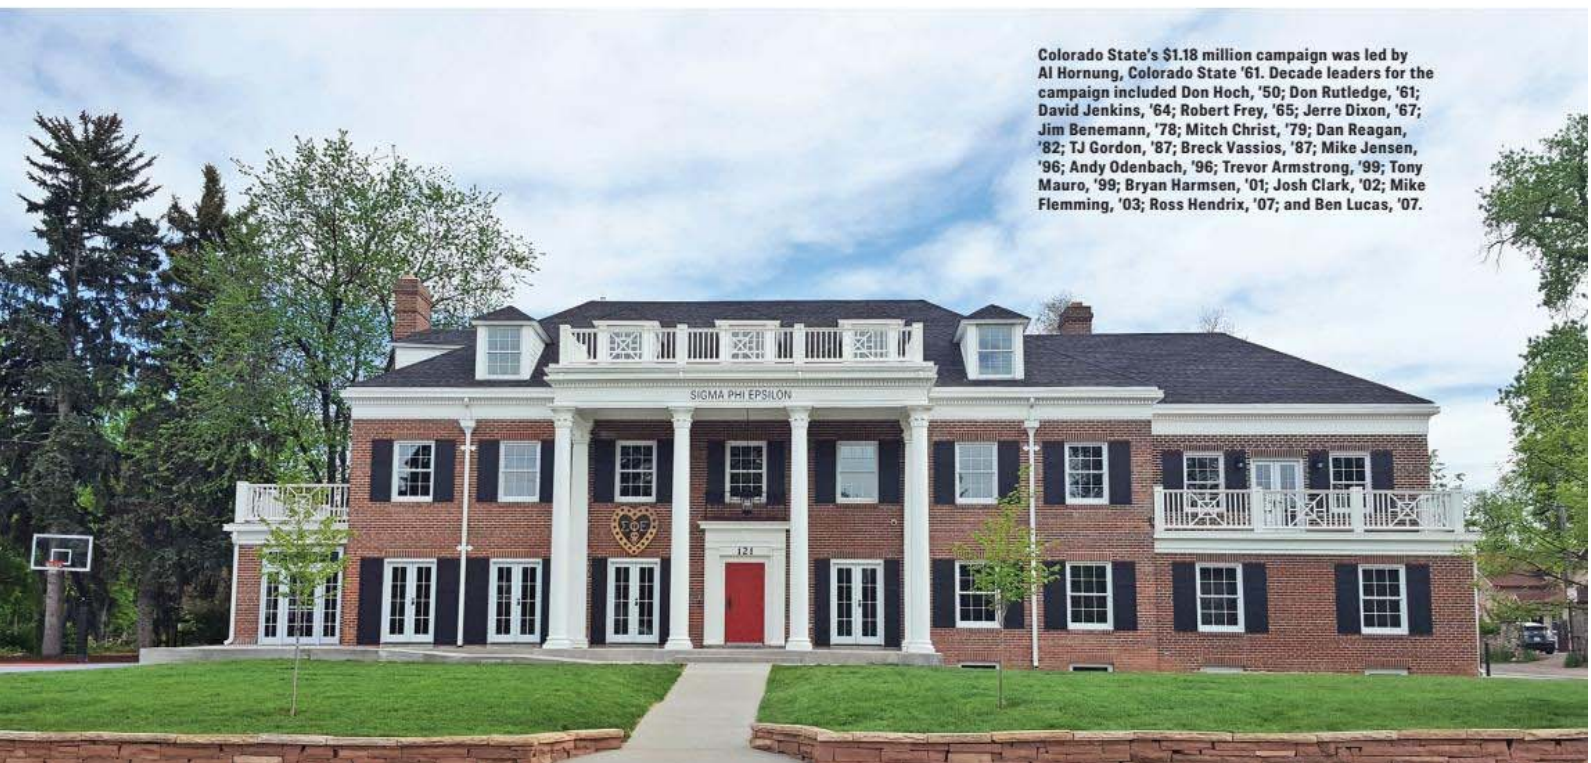 Colorado State's $1.18 million campaign was led by
Al Hornung, Colorado State '61. Decade leaders for the
campaign included Don Hoch, '50; Don Rutledge, '61;
David Jenkins, '64; Robert Frey, '65; Jerre Dixon, '67;
Jim Benemann, '78; Mitch Christ, '79; Dan Reagan,
'82; TJ Gordon, '87; Breck Vassios, '87; Mike Jensen,
'96; Andy Odenbach, '96; Trevor Armstrong, '99; Tony
Mauro, '99; Bryan Harmsen, '01; Josh Clark, '02; Mike
Flemming, '03; Ross Hendrix, '07; and Ben Lucas, '07.
SIGMA PHI EPSILON
ΣΦΕ
121